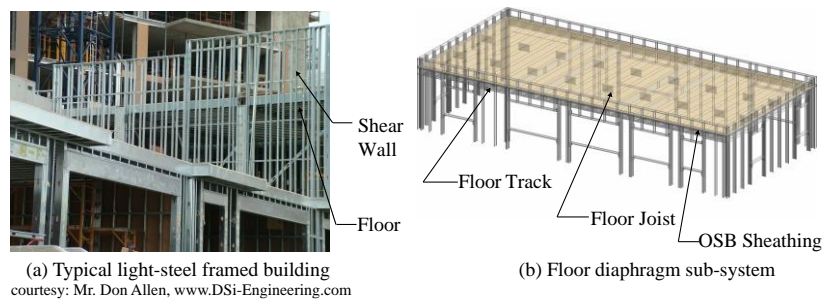 Shear
Wall
Floor
Floor Track
Floor Joist
OSB Sheathing
(a) Typical light-steel framed building
courtesy: Mr. Don Allen, www.DSi-Engineering.com
(b) Floor diaphragm sub-system